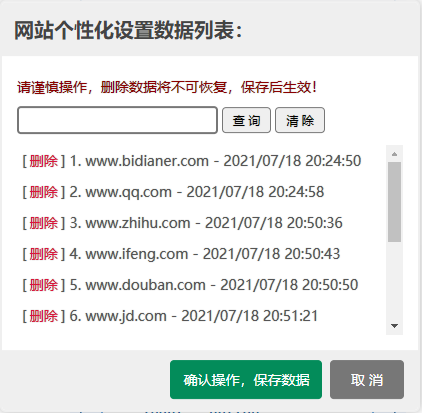 网站个性化设置数据列表：
请谨慎操作，删除数据将不可恢复，保存后生效！
查 询 清 除
[ 删除 ] 1. www.bidianer.com - 2021/07/18 20:24:50
[ 删除 ] 2. www.qq.com - 2021/07/18 20:24:58
[ 删除 ] 3. www.zhihu.com - 2021/07/18 20:50:36
[ 删除 ] 4. www.ifeng.com - 2021/07/18 20:50:43
[ 删除 ] 5. www.douban.com - 2021/07/18 20:50:50
[ 删除 ] 6. www.jd.com - 2021/07/18 20:51:21
确认操作，保存数据 取 消